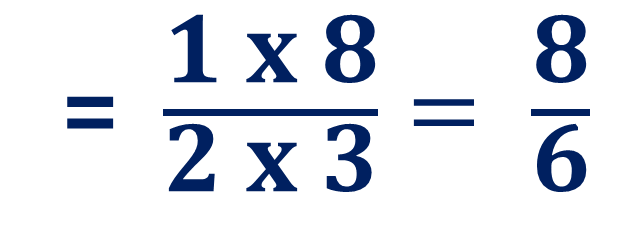 = 1 x 8 / 2 x 3 = 8 / 6